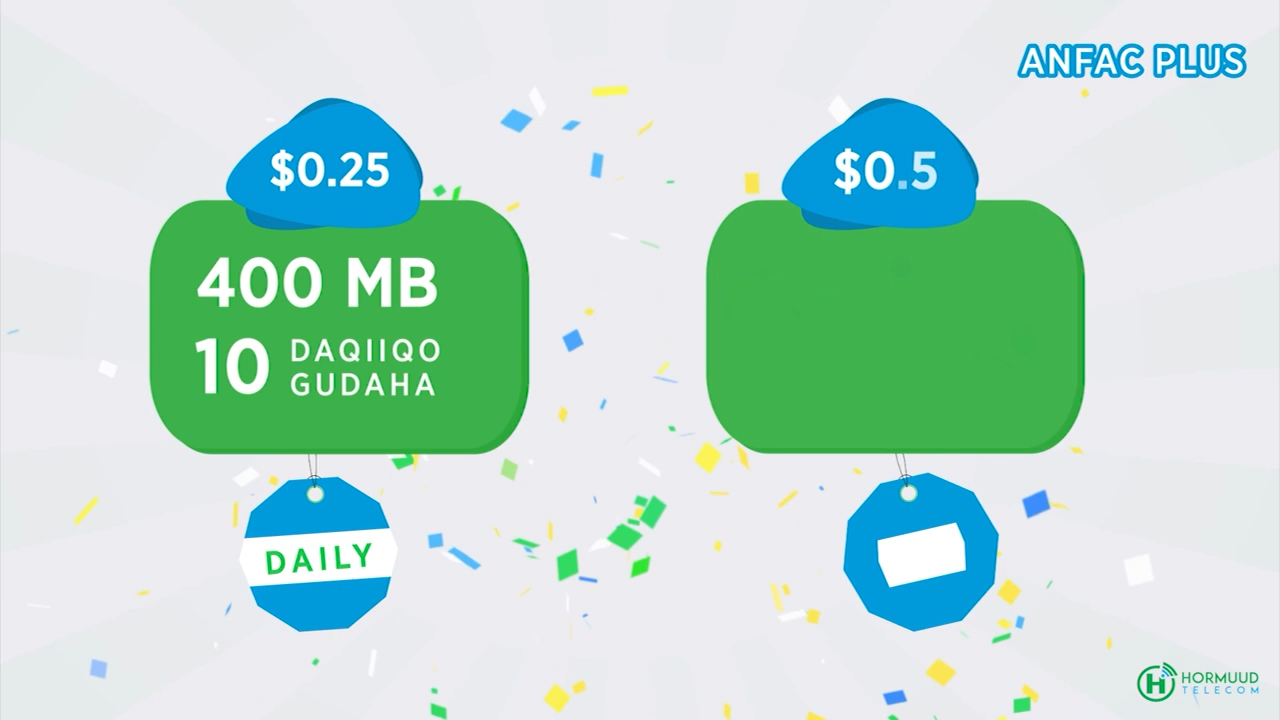 ANFAC PLUS
$0.25
400 MB
10 DAQIIQO
GUDAHA
DAILY
$0.5
HORMUUD
TELECOM